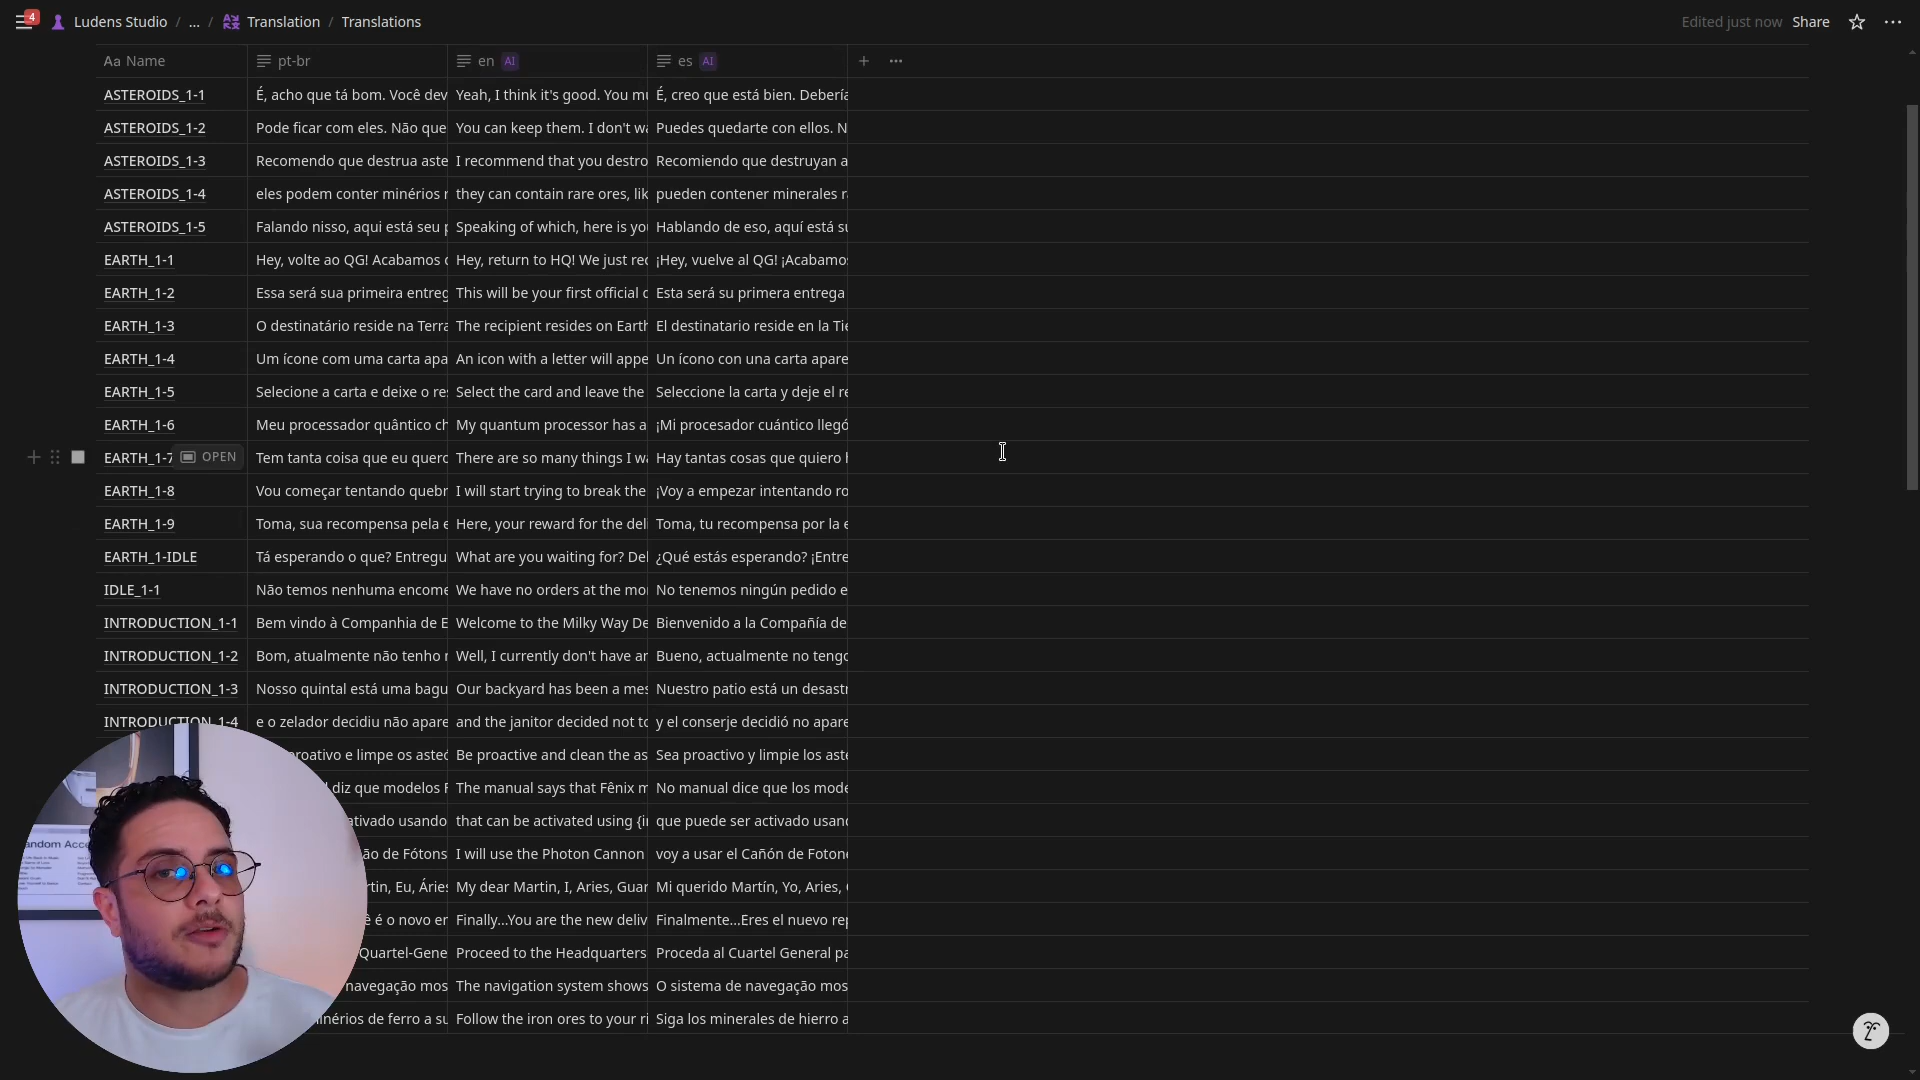 4 Ludens Studio / ... / Translation / Translations Edited just now Share
Aa Name pt-br en AI es AI
ASTEROIDS_1-1 É, acho que tá bom. Você dev Yeah, I think it's good. You mu É, creo que está bien. Debería
ASTEROIDS_1-2 Pode ficar com eles. Não que You can keep them. I don't wa Puedes quedarte con ellos. N
ASTEROIDS_1-3 Recomendo que destrua aste I recommend that you destro Recomiendo que destruyan a
ASTEROIDS_1-4 eles podem conter minérios r they can contain rare ores, lik pueden contener minerales ra
ASTEROIDS_1-5 Falando nisso, aqui está seu p Speaking of which, here is you Hablando de eso, aquí está su
EARTH_1-1 Hey, volte ao QG! Acabamos d Hey, return to HQ! We just rec ¡Hey, vuelve al QG! ¡Acabamos
EARTH_1-2 Essa será sua primeira entreg This will be your first official d Esta será su primera entrega
EARTH_1-3 O destinatário reside na Terra The recipient resides on Earth El destinatario reside en la Tie
EARTH_1-4 Um ícone com uma carta apa An icon with a letter will appe Un ícono con una carta apare
EARTH_1-5 Selecione a carta e deixe o res Select the card and leave the Seleccione la carta y deje el re
EARTH_1-6 Meu processador quântico ch My quantum processor has a ¡Mi procesador cuántico llegó
EARTH_1-7 OPEN Tem tanta coisa que eu quero There are so many things I wa Hay tantas cosas que quiero h
EARTH_1-8 Vou começar tentando quebr I will start trying to break the ¡Voy a empezar intentando ro
EARTH_1-9 Toma, sua recompensa pela e Here, your reward for the deli Toma, tu recompensa por la e
EARTH_1-IDLE Tá esperando o que? Entregu What are you waiting for? Del ¿Qué estás esperando? ¡Entre
IDLE_1-1 Não temos nenhuma encome We have no orders at the mo No tenemos ningún pedido e
INTRODUCTION_1-1 Bem vindo à Companhia de E Welcome to the Milky Way De Bienvenido a la Compañía de
INTRODUCTION_1-2 Bom, atualmente não tenho Well, I currently don't have an Bueno, actualmente no tengo
INTRODUCTION_1-3 Nosso quintal está uma bagu Our backyard has been a mes Nuestro patio está un desastr
INTRODUCTION_1-4 e o zelador decidiu não apare and the janitor decided not to y el conserje decidió no apare
roativo e limpe os asteó Be proactive and clean the as Sea proactivo y limpie los aste
diz que modelos F The manual says that Fênix m No manual dice que los mode
ativado usando that can be activated using {in que puede ser activado usand
ão de Fótons I will use the Photon Cannon voy a usar el Cañón de Fotone
rtin, Eu, Áries My dear Martin, I, Aries, Guar Mi querido Martín, Yo, Aries,
ê é o novo en Finally...You are the new deliv Finalmente...Eres el nuevo rep
Quartel-Gene Proceed to the Headquarters Proceda al Cuartel General pa
navegação mos The navigation system shows O sistema de navegação mos
inérios de ferro a su Follow the iron ores to your ri Siga los minerales de hierro a